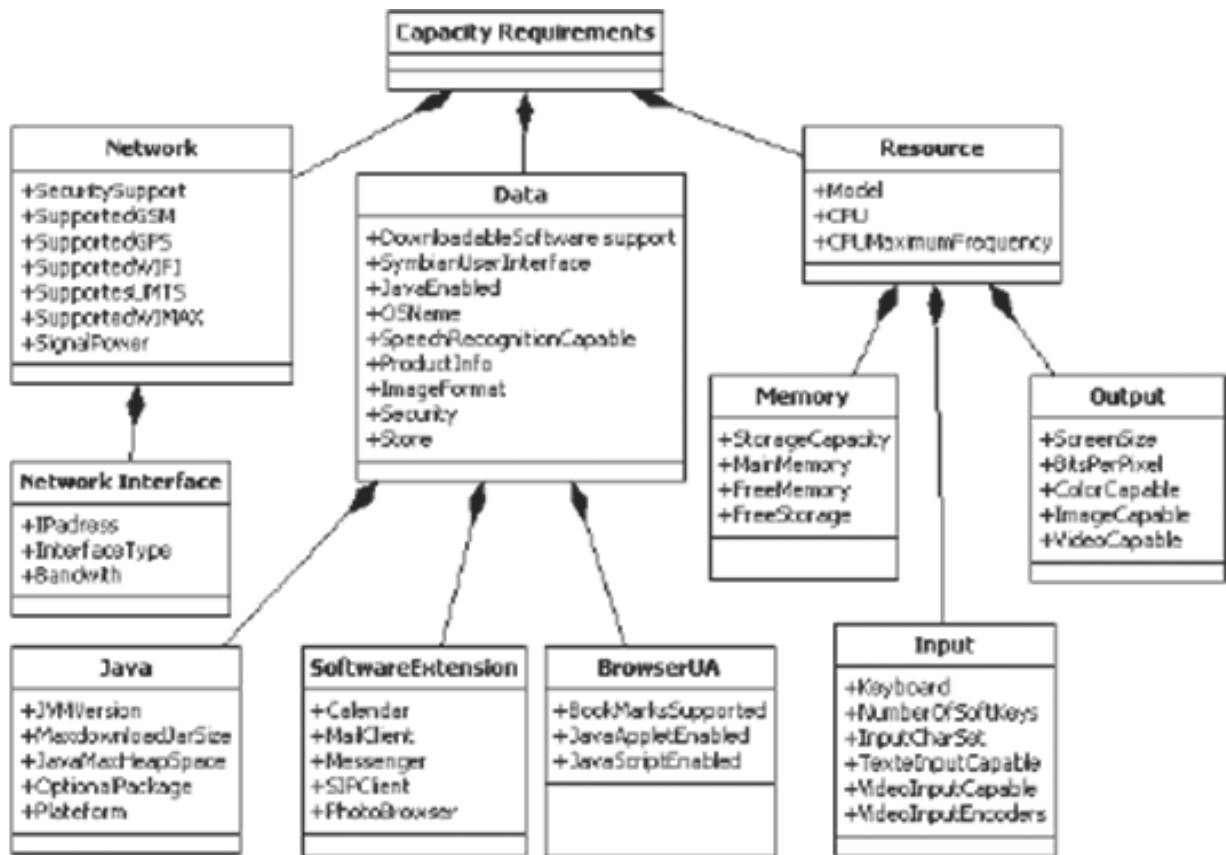 Capacity Requirements
Network
+SecuritySupport
+SupportedGSM
+SupportedGPS
+SupportedWIFI
+SupportesUMTS
+SupportedWIMAX
+SignalPower
Data
+DownloadableSoftware support
+SymbianUserInterface
+JavaEnabled
+OSName
+SpeechRecognitionCapable
+ProductInfo
+ImageFormat
+Security
+Store
Resource
+Model
+CPU
+CPUMaximumFrequency
Network Interface
+IPadress
+InterfaceType
+Bandwith
Memory
+StorageCapacity
+MainMemory
+FreeMemory
+FreeStorage
Output
+ScreenSize
+BitsPerPixel
+ColorCapable
+ImageCapable
+VideoCapable
Java
+JVMVersion
+MaxdownloadJarSize
+JavaMaxHeapSpace
+OptionalPackage
+Plateform
SoftwareExtension
+Calendar
+MailClient
+Messenger
+SIPClient
+PhotoBrowser
BrowserUA
+BookMarksSupported
+JavaAppletEnabled
+JavaScriptEnabled
Input
+Keyboard
+NumberOfSoftKeys
+InputCharSet
+TexteInputCapable
+VideoInputCapable
+VideoInputEncoders